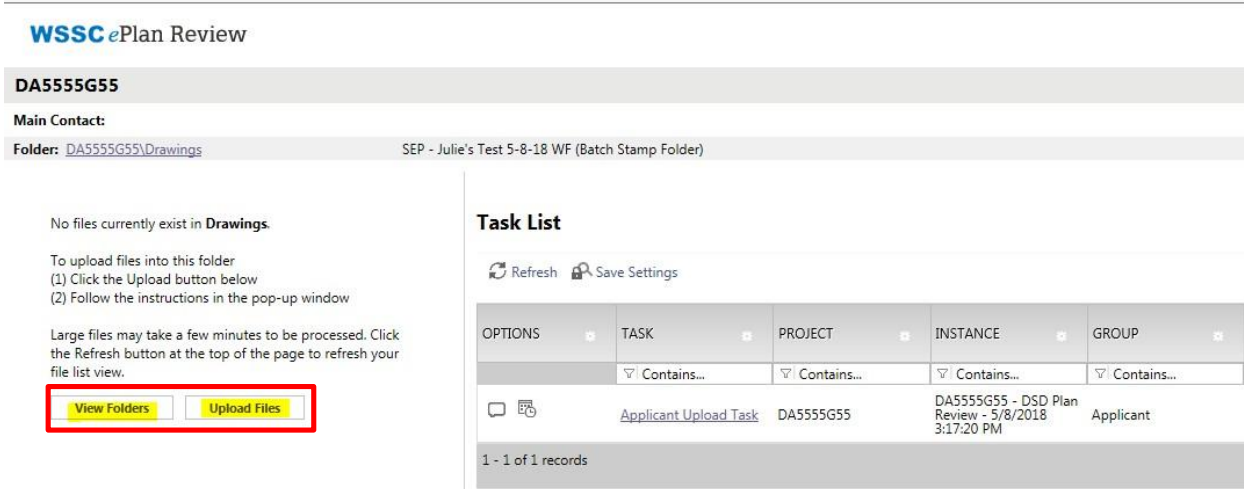 WSSC ePlan Review
DA5555G55
Main Contact:
Folder: DA5555G55\Drawings SEP - Julie's Test 5-8-18 WF (Batch Stamp Folder)
No files currently exist in Drawings.
To upload files into this folder
(1) Click the Upload button below
(2) Follow the instructions in the pop-up window
Large files may take a few minutes to be processed. Click
the Refresh button at the top of the page to refresh your
file list view.
View Folders Upload Files
Task List
Refresh Save Settings
OPTIONS TASK PROJECT INSTANCE GROUP
Contains... Contains... Contains... Contains...
Applicant Upload Task DA5555G55 DA5555G55 - DSD Plan
Review - 5/8/2018
3:17:20 PM Applicant
1 - 1 of 1 records